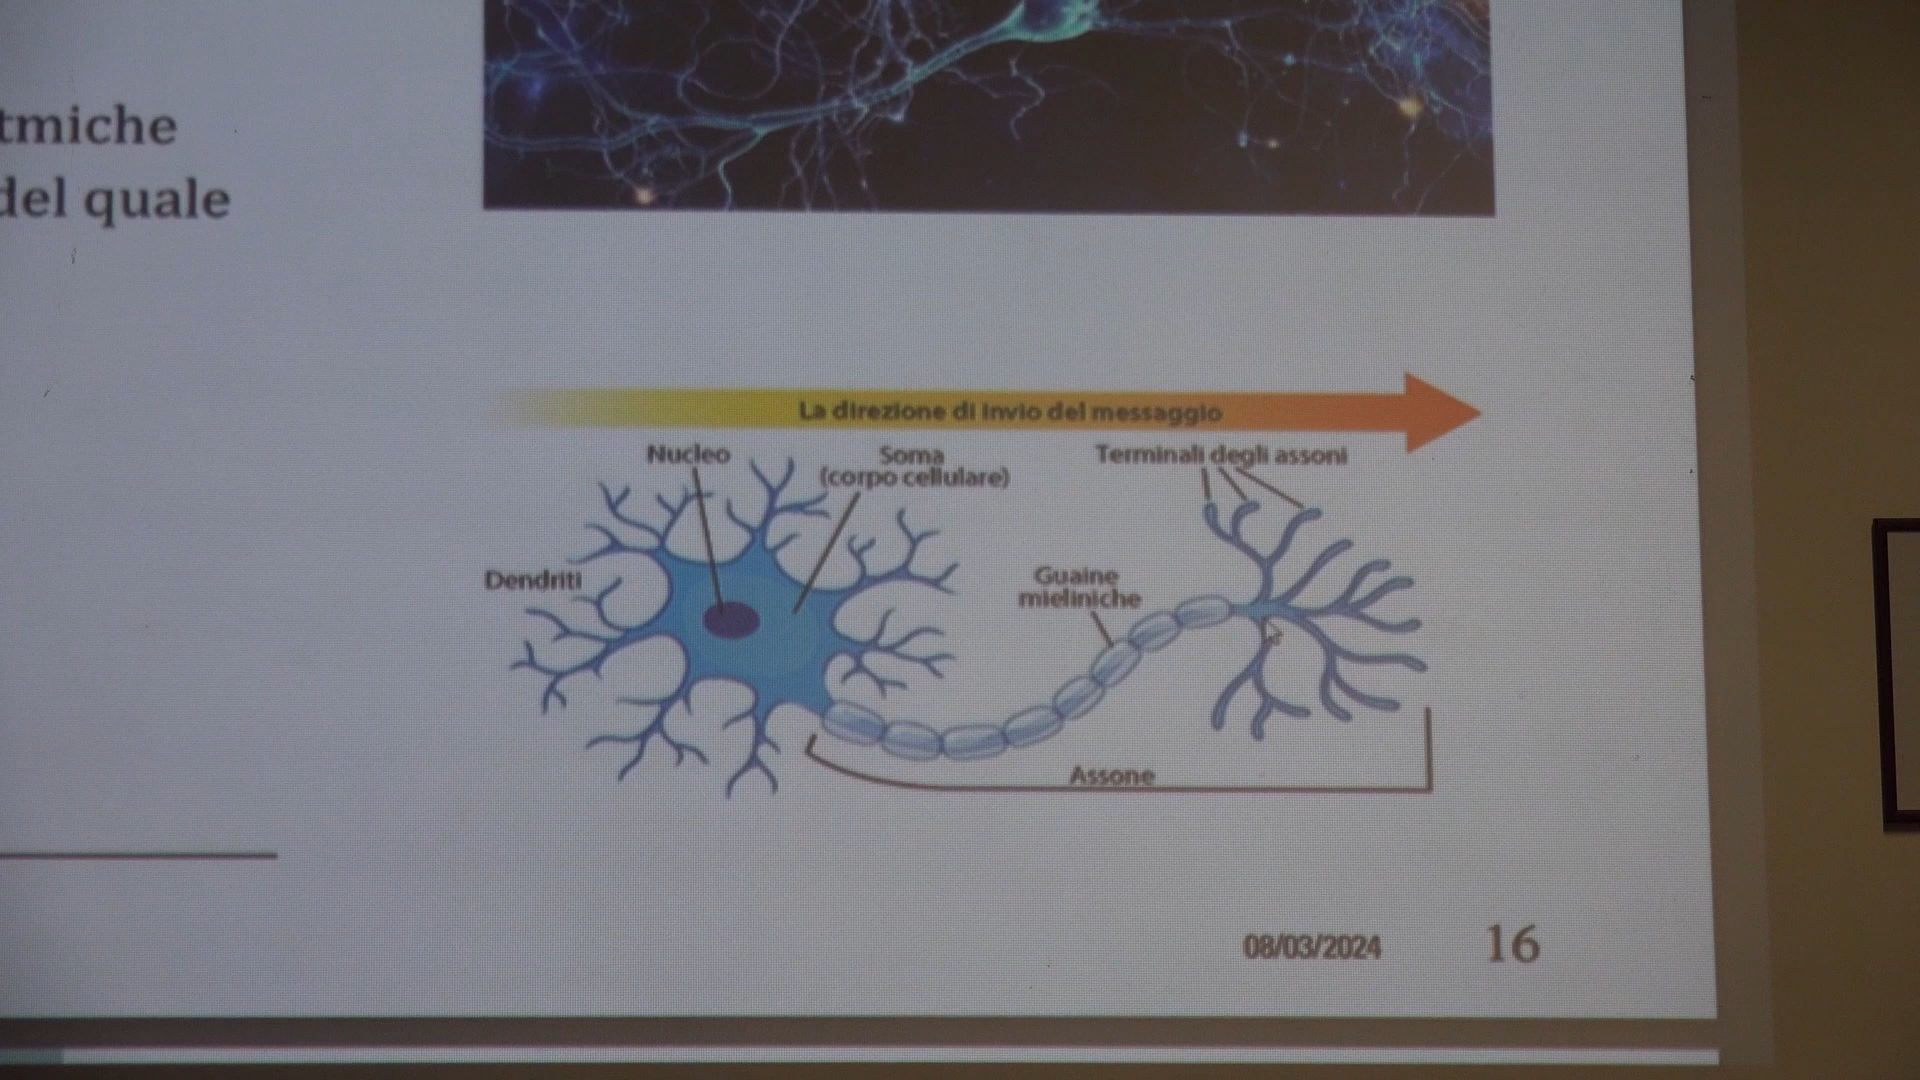 tmiche
del quale
La direzione di invio del messaggio
Nucleo
Soma
(corpo cellulare)
Terminali degli assoni
Dendriti
Guaine
mieliniche
Assone
08/03/2024
16